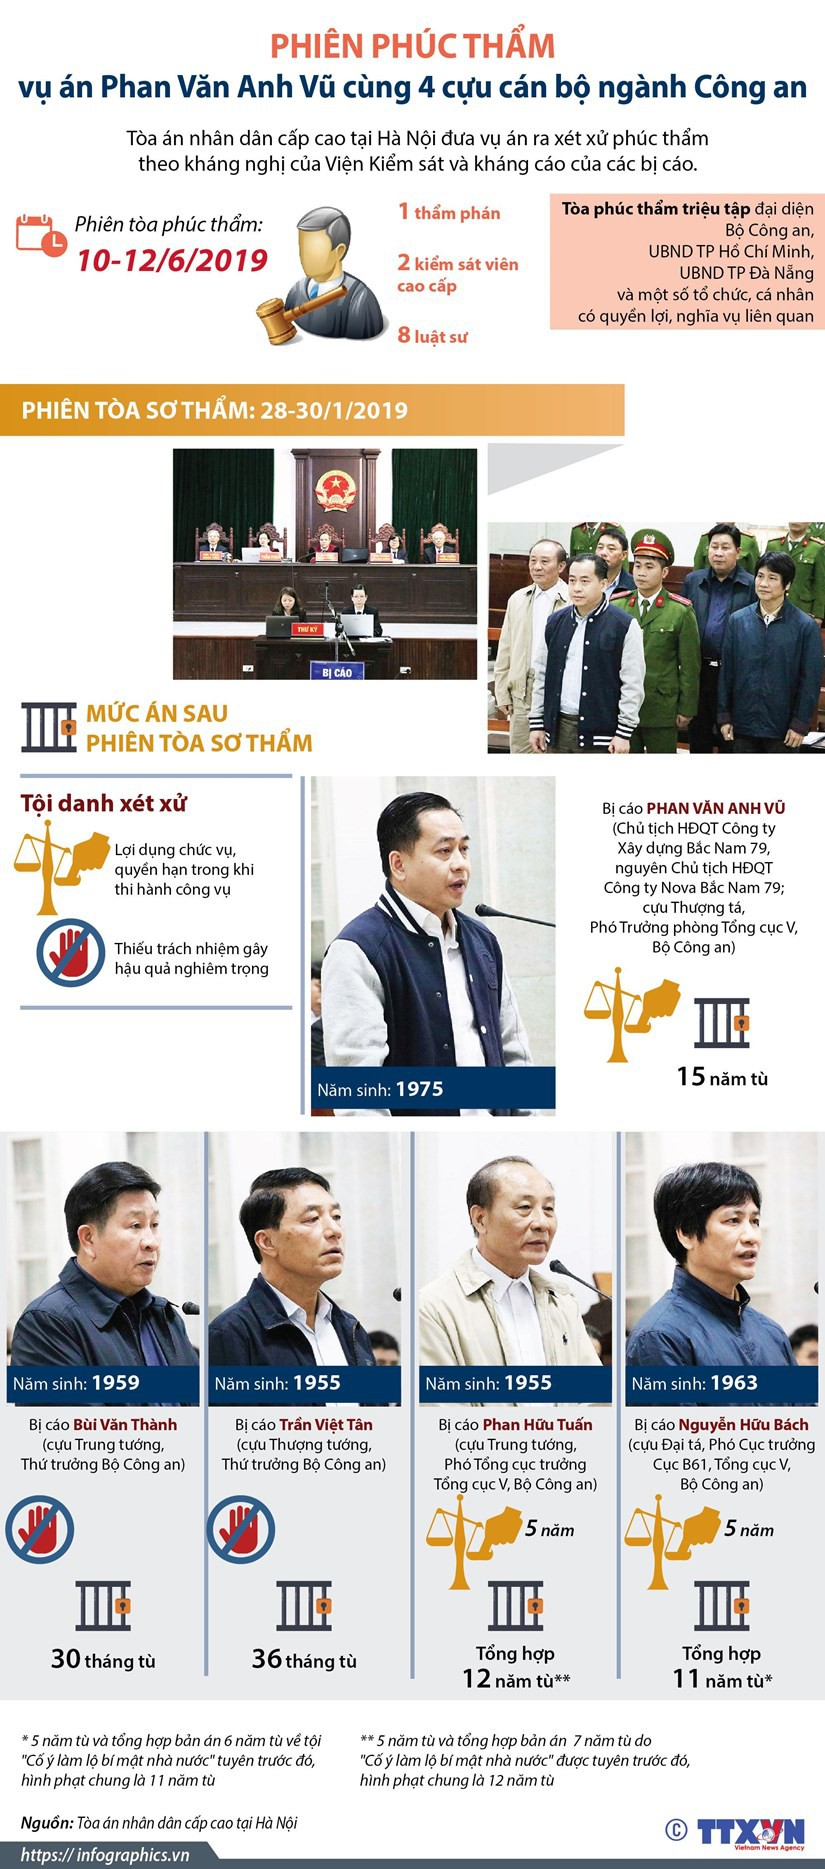 PHIÊN PHÚC THẨM
vụ án Phan Văn Anh Vũ cùng 4 cựu cán bộ ngành Công an
Tòa án nhân dân cấp cao tại Hà Nội đưa vụ án ra xét xử phúc thẩm
theo kháng nghị của Viện Kiểm sát và kháng cáo của các bị cáo.
Phiên tòa phúc thẩm:
10-12/6/2019
1 thẩm phán
2 kiểm sát viên
cao cấp
8 luật sư
Tòa phúc thẩm triệu tập đại diện
Bộ Công an,
UBND TP Hồ Chí Minh,
UBND TP Đà Nẵng
và một số tổ chức, cá nhân
có quyền lợi, nghĩa vụ liên quan
PHIÊN TÒA SƠ THẨM: 28-30/1/2019
THƯ KÝ
BỊ CÁO
MỨC ÁN SAU
PHIÊN TÒA SƠ THẨM
Tội danh xét xử
Lợi dụng chức vụ,
quyền hạn trong khi
thi hành công vụ
Thiếu trách nhiệm gây
hậu quả nghiêm trọng
Năm sinh: 1975
Bị cáo PHAN VĂN ANH VŨ
(Chủ tịch HĐQT Công ty
Xây dựng Bắc Nam 79,
nguyên Chủ tịch HĐQT
Công ty Nova Bắc Nam 79;
cựu Thượng tá,
Phó Trưởng phòng Tổng cục V,
Bộ Công an)
15 năm tù
Năm sinh: 1959
Bị cáo Bùi Văn Thành
(cựu Trung tướng,
Thứ trưởng Bộ Công an)
30 tháng tù
Năm sinh: 1955
Bị cáo Trần Việt Tân
(cựu Thượng tướng,
Thứ trưởng Bộ Công an)
36 tháng tù
Năm sinh: 1955
Bị cáo Phan Hữu Tuấn
(cựu Trung tướng,
Phó Tổng cục trưởng
Tổng cục V, Bộ Công an)
5 năm
Tổng hợp
12 năm tù**
Năm sinh: 1963
Bị cáo Nguyễn Hữu Bách
(cựu Đại tá, Phó Cục trưởng
Cục B61, Tổng cục V,
Bộ Công an)
5 năm
Tổng hợp
11 năm tù*
* 5 năm tù và tổng hợp bản án 6 năm tù về tội
"Cố ý làm lộ bí mật nhà nước" tuyên trước đó,
hình phạt chung là 11 năm tù
** 5 năm tù và tổng hợp bản án 7 năm tù do
"Cố ý làm lộ bí mật nhà nước" được tuyên trước đó,
hình phạt chung là 12 năm tù
Nguồn: Tòa án nhân dân cấp cao tại Hà Nội
© TTXVN
Vietnam News Agency
https:// infographics.vn